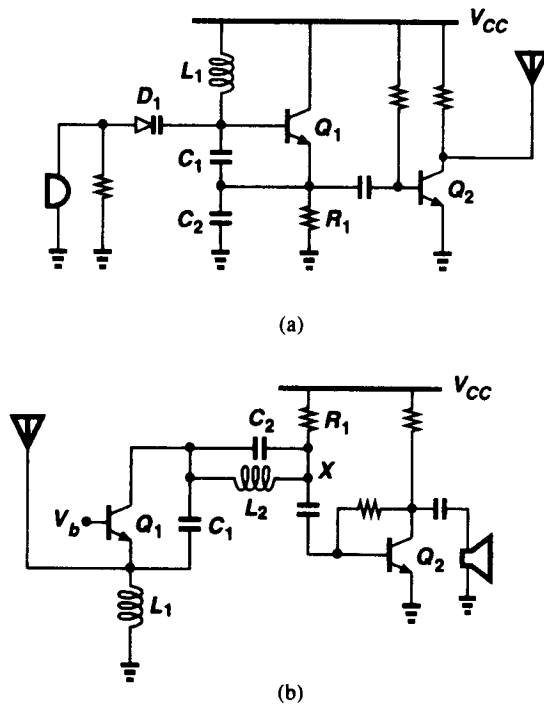 V_CC
L_1
D_1
Q_1
C_1
C_2
R_1
Q_2
(a)
V_CC
C_2
R_1
X
L_2
V_b
Q_1
C_1
Q_2
L_1
(b)